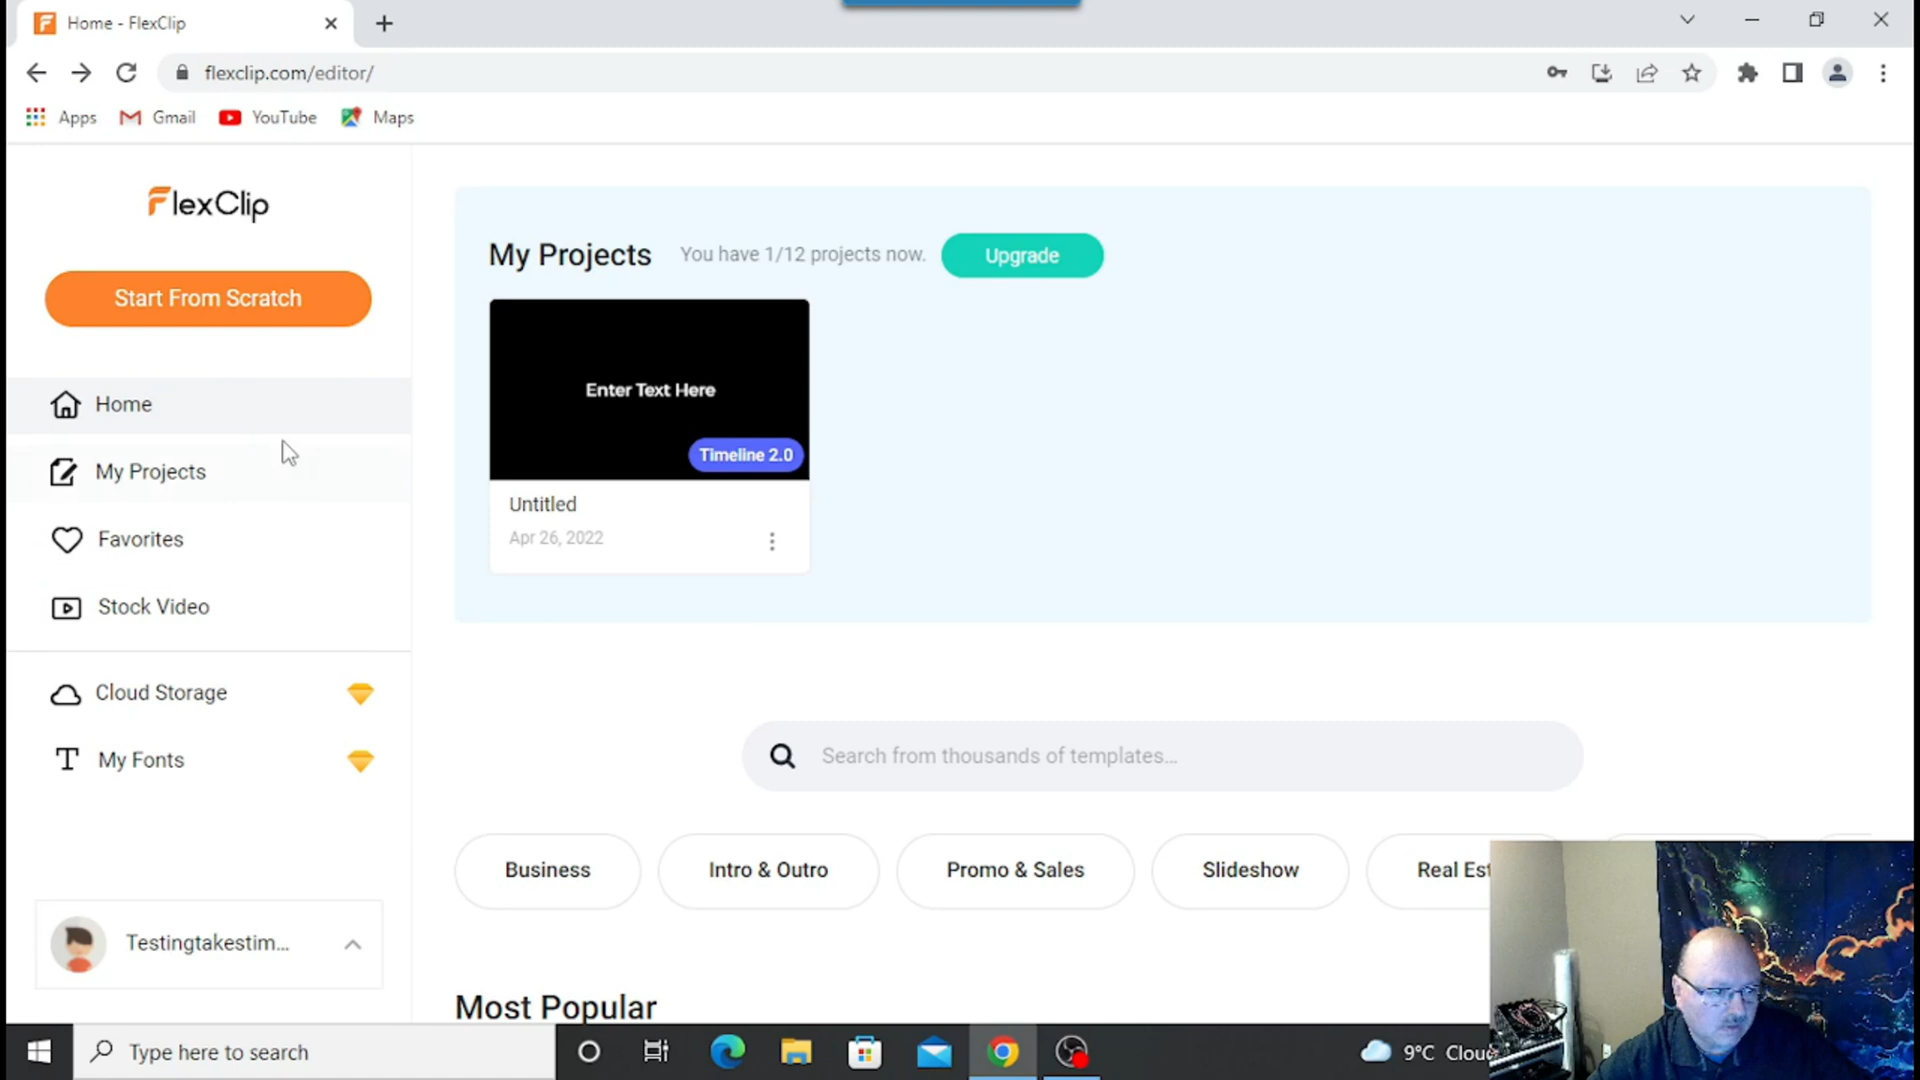 Home - FlexClip
flexclip.com/editor/
Apps Gmail YouTube Maps
FlexClip
Start From Scratch
Home
My Projects
Favorites
Stock Video
Cloud Storage
My Fonts
Testingtakestim...
My Projects You have 1/12 projects now. Upgrade
Enter Text Here
Timeline 2.0
Untitled
Apr 26, 2022
Search from thousands of templates...
Business Intro & Outro Promo & Sales Slideshow Real Est
Most Popular
Type here to search
9°C Cloud